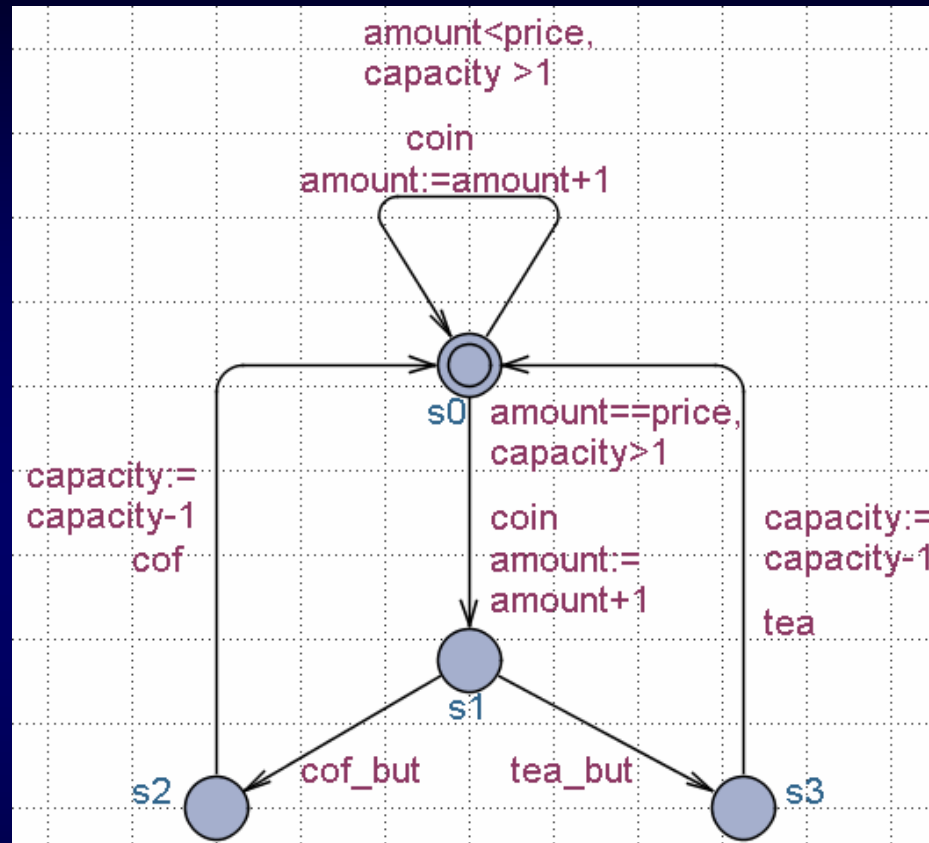 amount<price,
capacity >1
coin
amount:=amount+1
s0
amount==price,
capacity>1
coin
amount:=
amount+1
capacity:=
capacity-1
cof
capacity:=
capacity-1
tea
s1
cof_but
tea_but
s2
s3